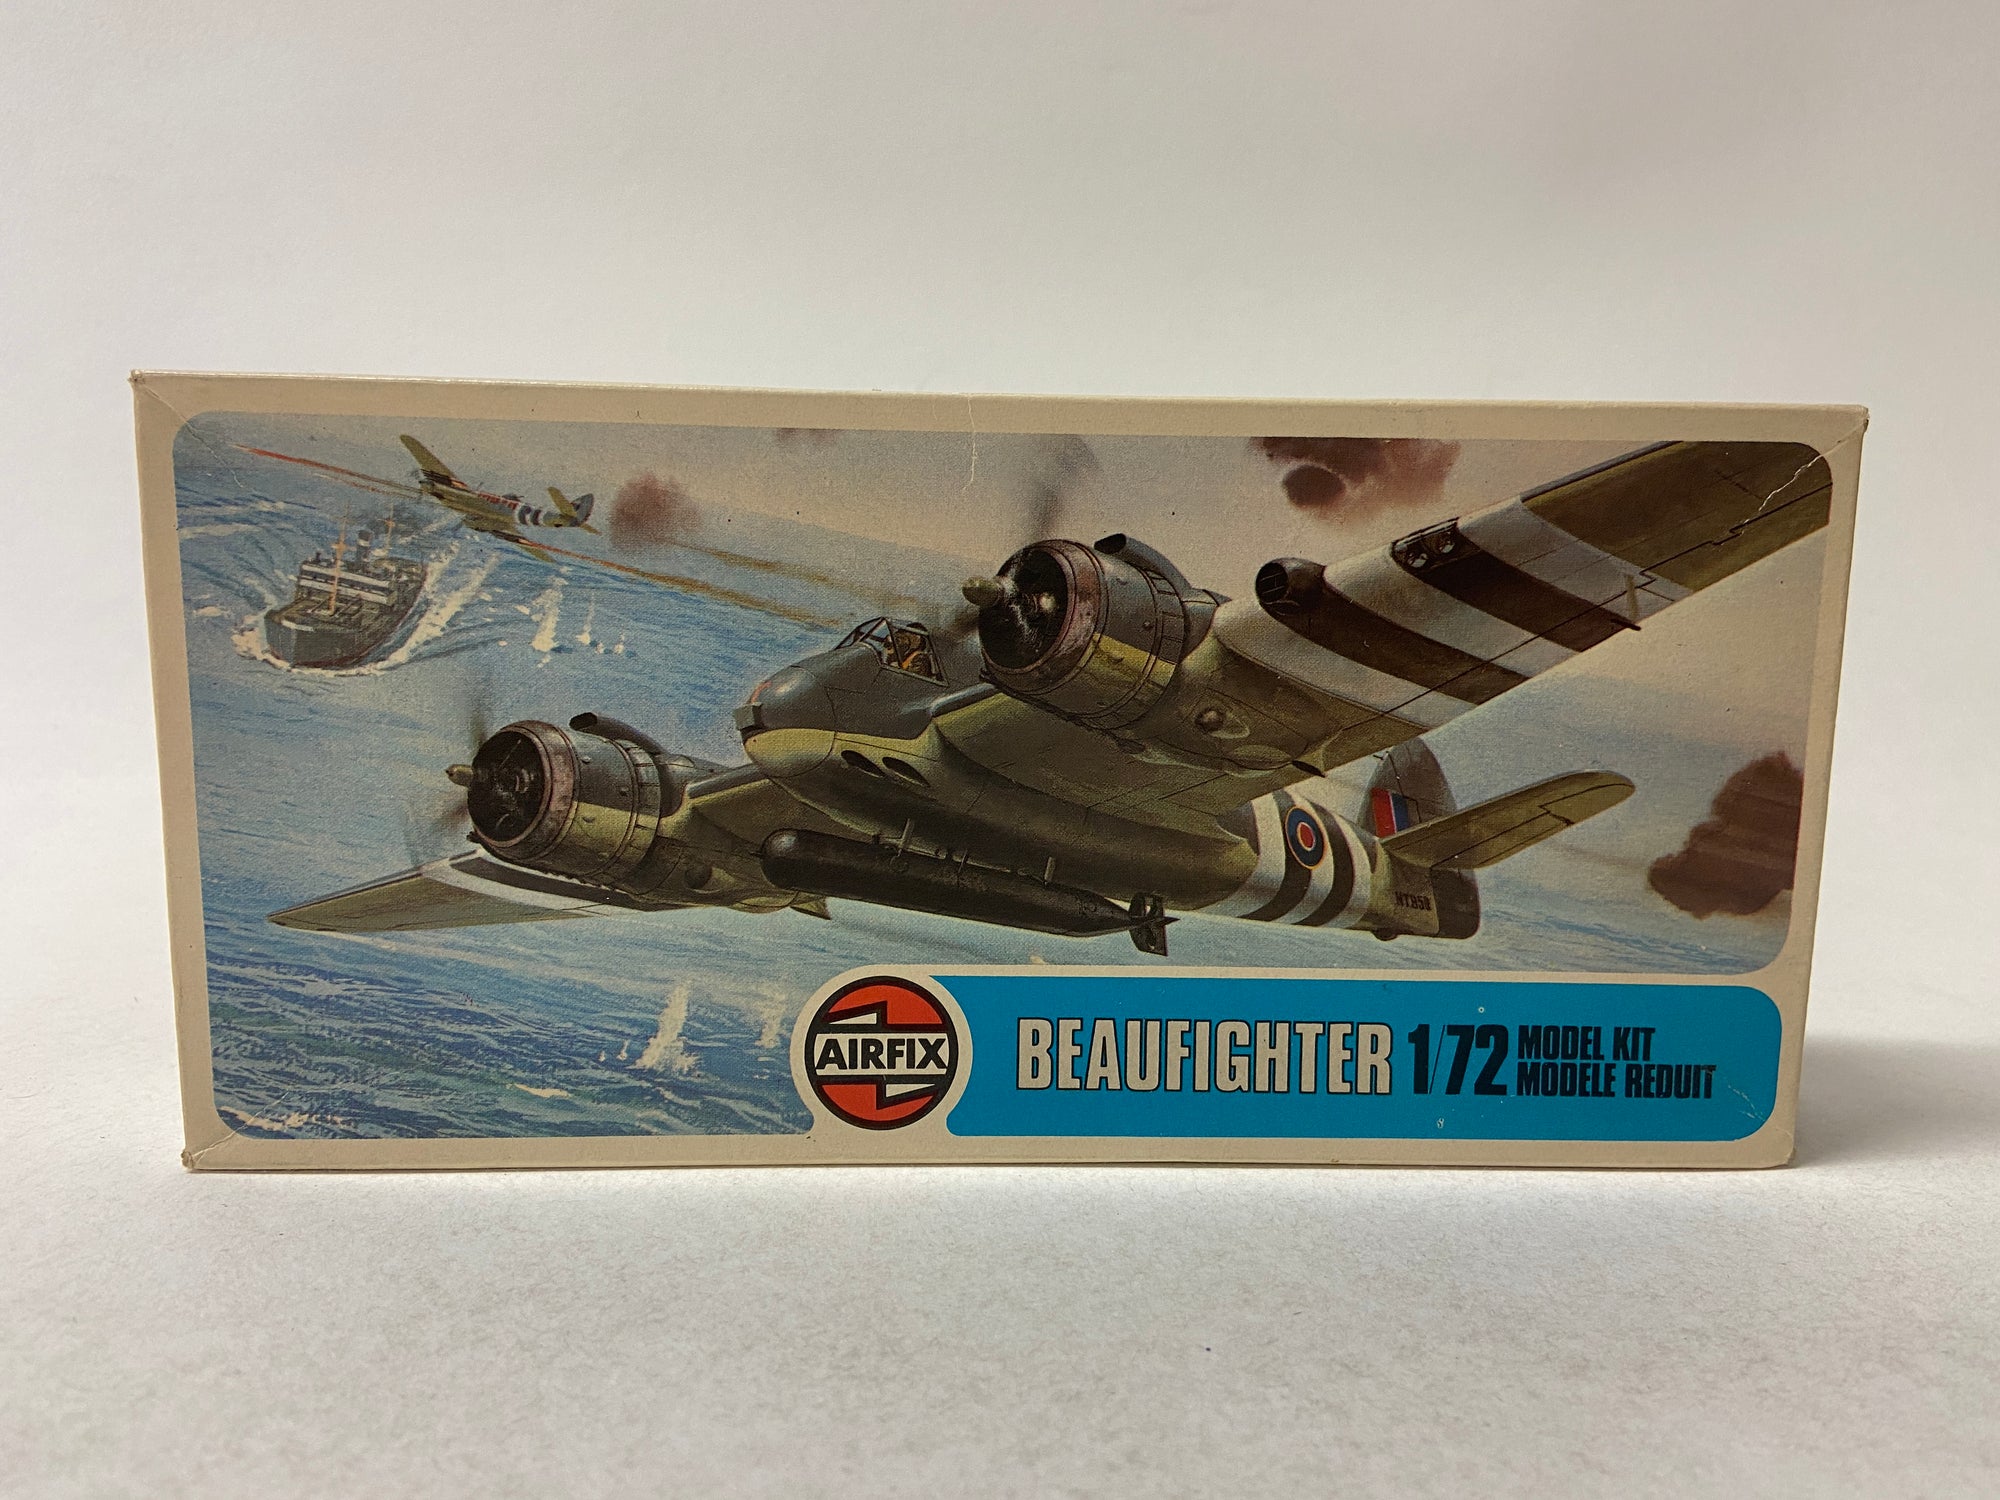 AIRFIX
BEAUFIGHTER 1/72 MODEL KIT
MODELE REDUIT